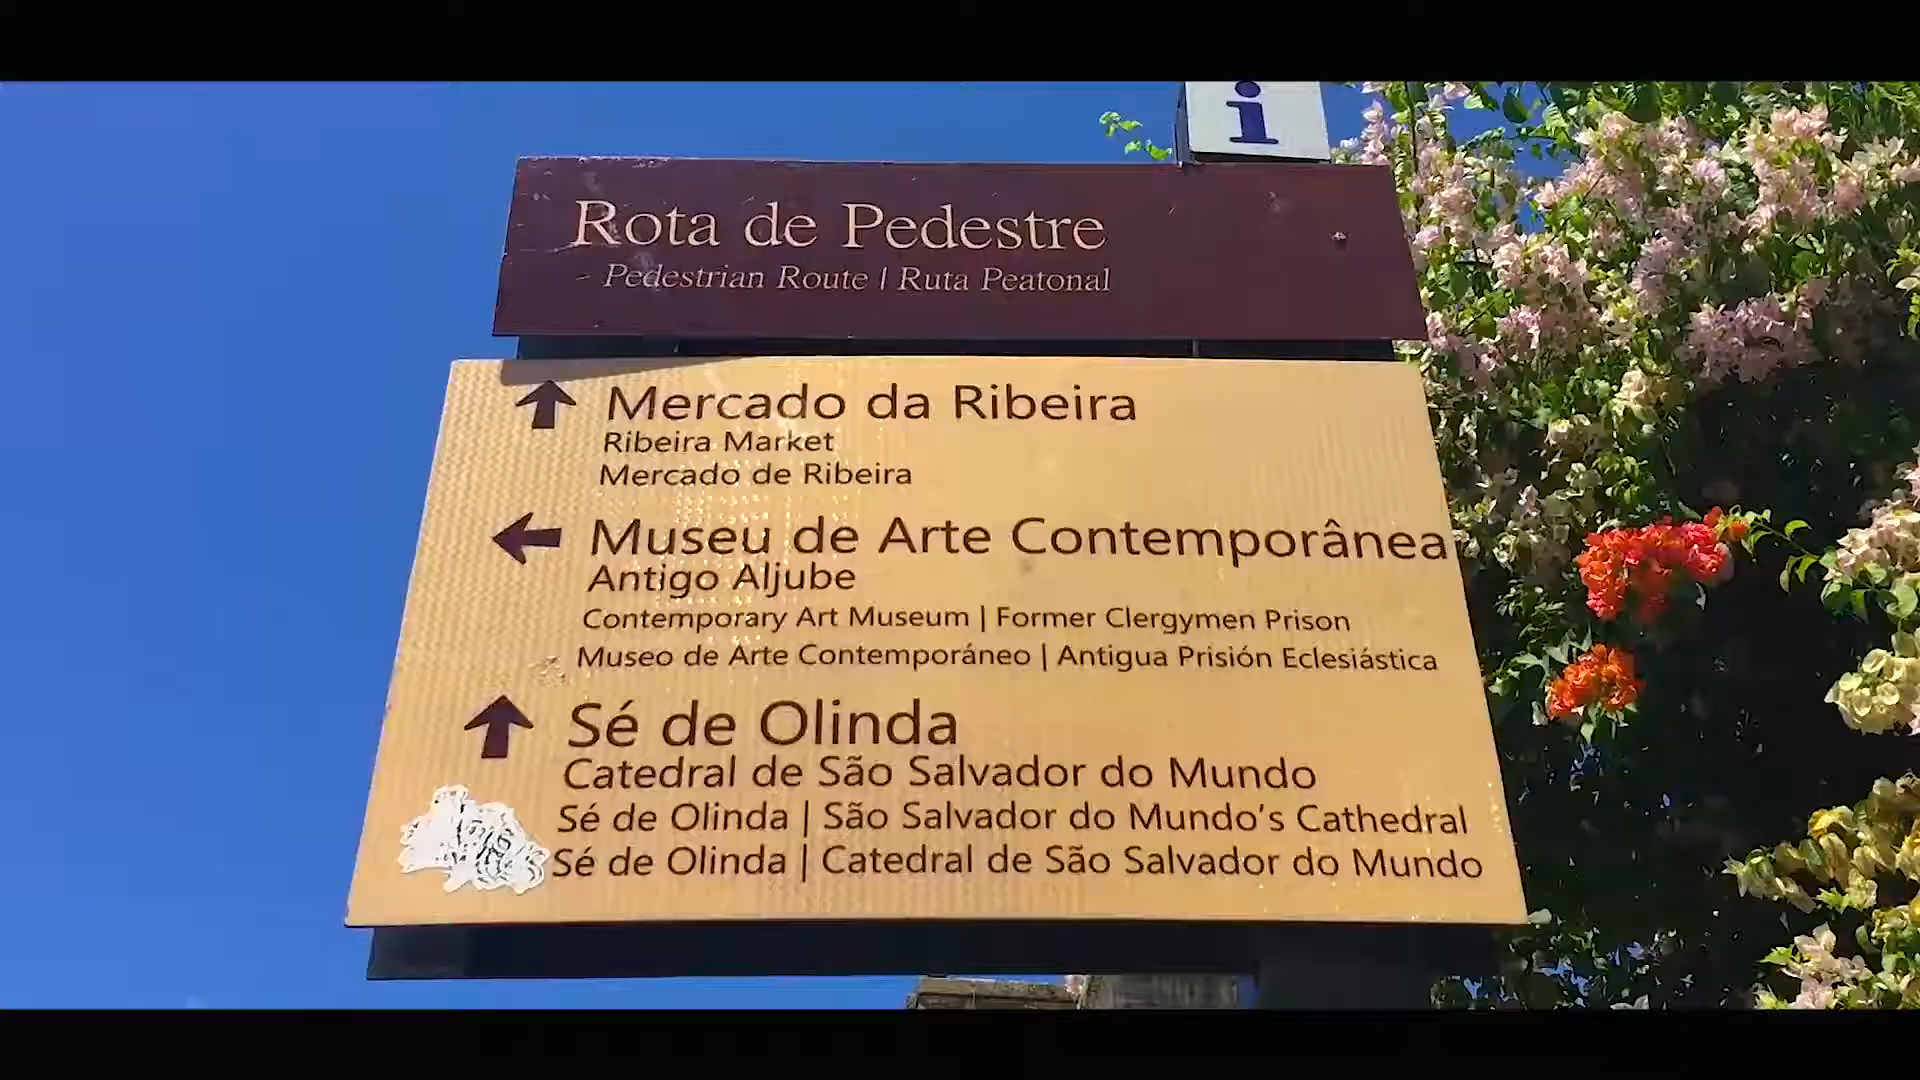 i
Rota de Pedestre
Pedestrian Route | Ruta Peatonal
Mercado da Ribeira
Ribeira Market
Mercado de Ribeira
Museu de Arte Contemporânea
Antigo Aljube
Contemporary Art Museum | Former Clergymen Prison
Museo de Arte Contemporáneo | Antigua Prisión Eclesiástica
Sé de Olinda
Catedral de São Salvador do Mundo
Sé de Olinda | São Salvador do Mundo's Cathedral
Sé de Olinda | Catedral de São Salvador do Mundo